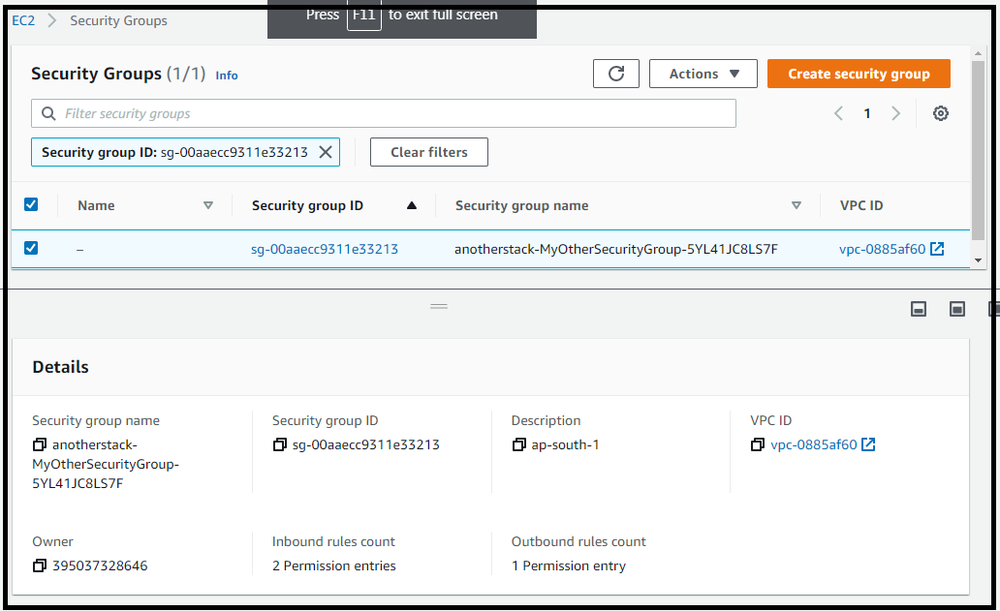 Press F11 to exit full screen
EC2 Security Groups
Security Groups (1/1) Info
Actions
Create security group
Filter security groups
1
Security group ID: sg-00aaecc9311e33213
Clear filters
Name Security group ID Security group name VPC ID
– sg-00aaecc9311e33213 anotherstack-MyOtherSecurityGroup-5YL41JC8LS7F vpc-0885af60
Details
Security group name
anotherstack-
MyOtherSecurityGroup-
5YL41JC8LS7F
Security group ID
sg-00aaecc9311e33213
Description
ap-south-1
VPC ID
vpc-0885af60
Owner
395037328646
Inbound rules count
2 Permission entries
Outbound rules count
1 Permission entry